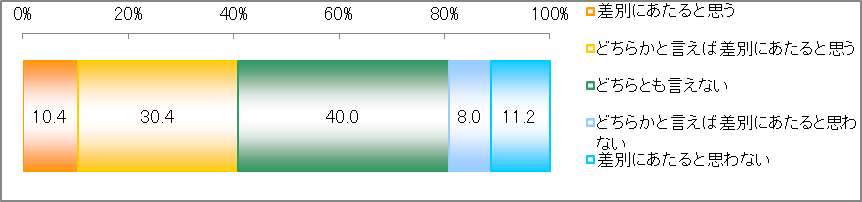 0% 20% 40% 60% 80% 100%
10.4 30.4 40.0 8.0 11.2
差別にあたると思う
どちらかと言えば差別にあたると思う
どちらとも言えない
どちらかと言えば差別にあたると思わ
ない
差別にあたると思わない